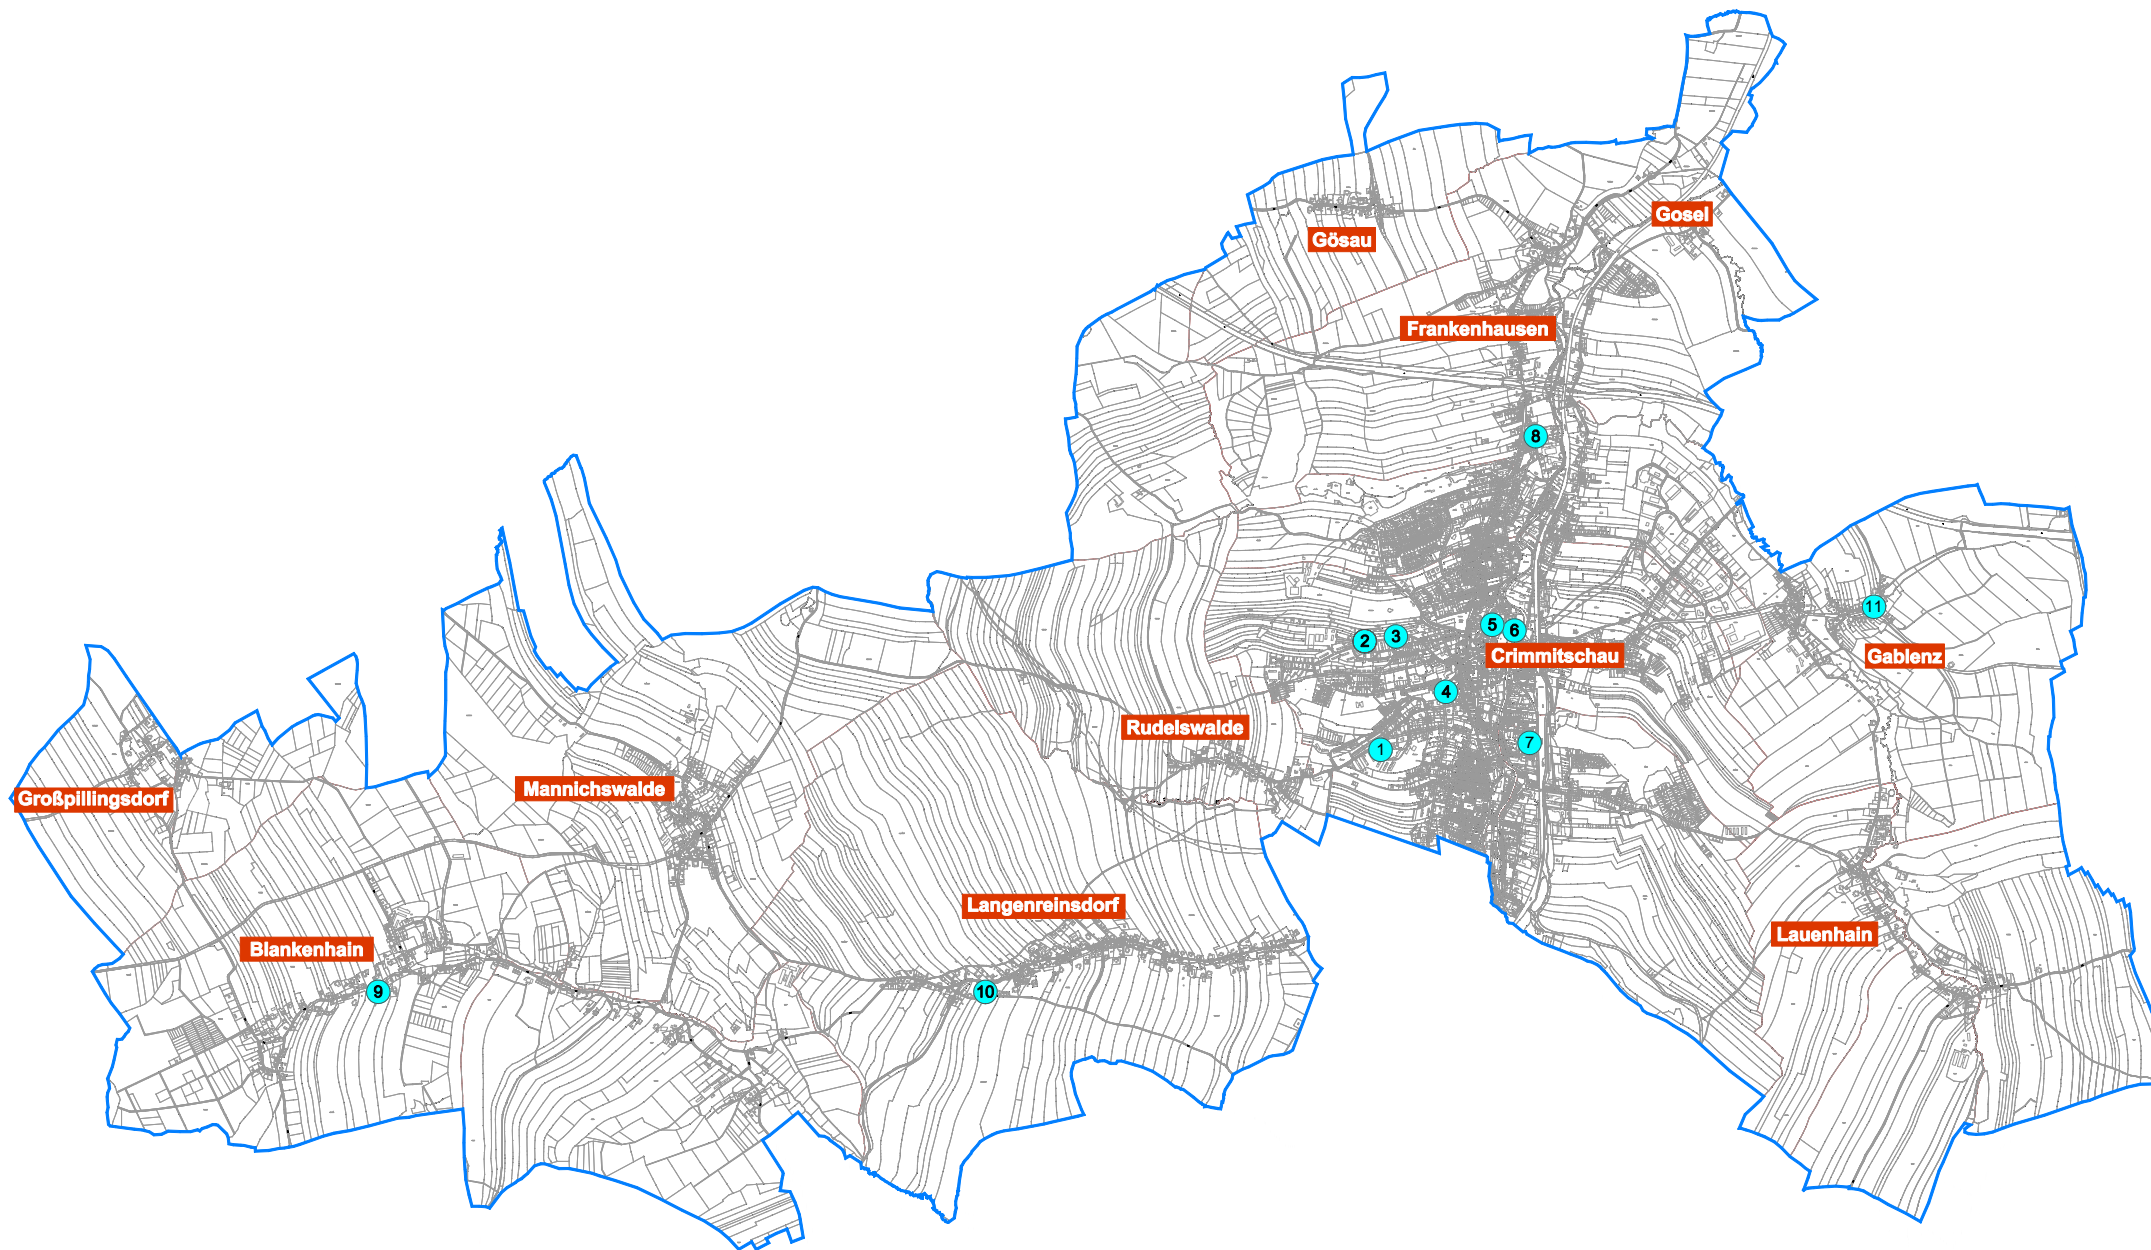 Gosel
Gösau
Frankenhausen
8
11
5
6
3
2
Crimmitschau
Gablenz
4
Rudelswalde
7
1
Mannichswalde
Großpillingsdorf
Langenreinsdorf
Lauenhain
Blankenhain
9
10